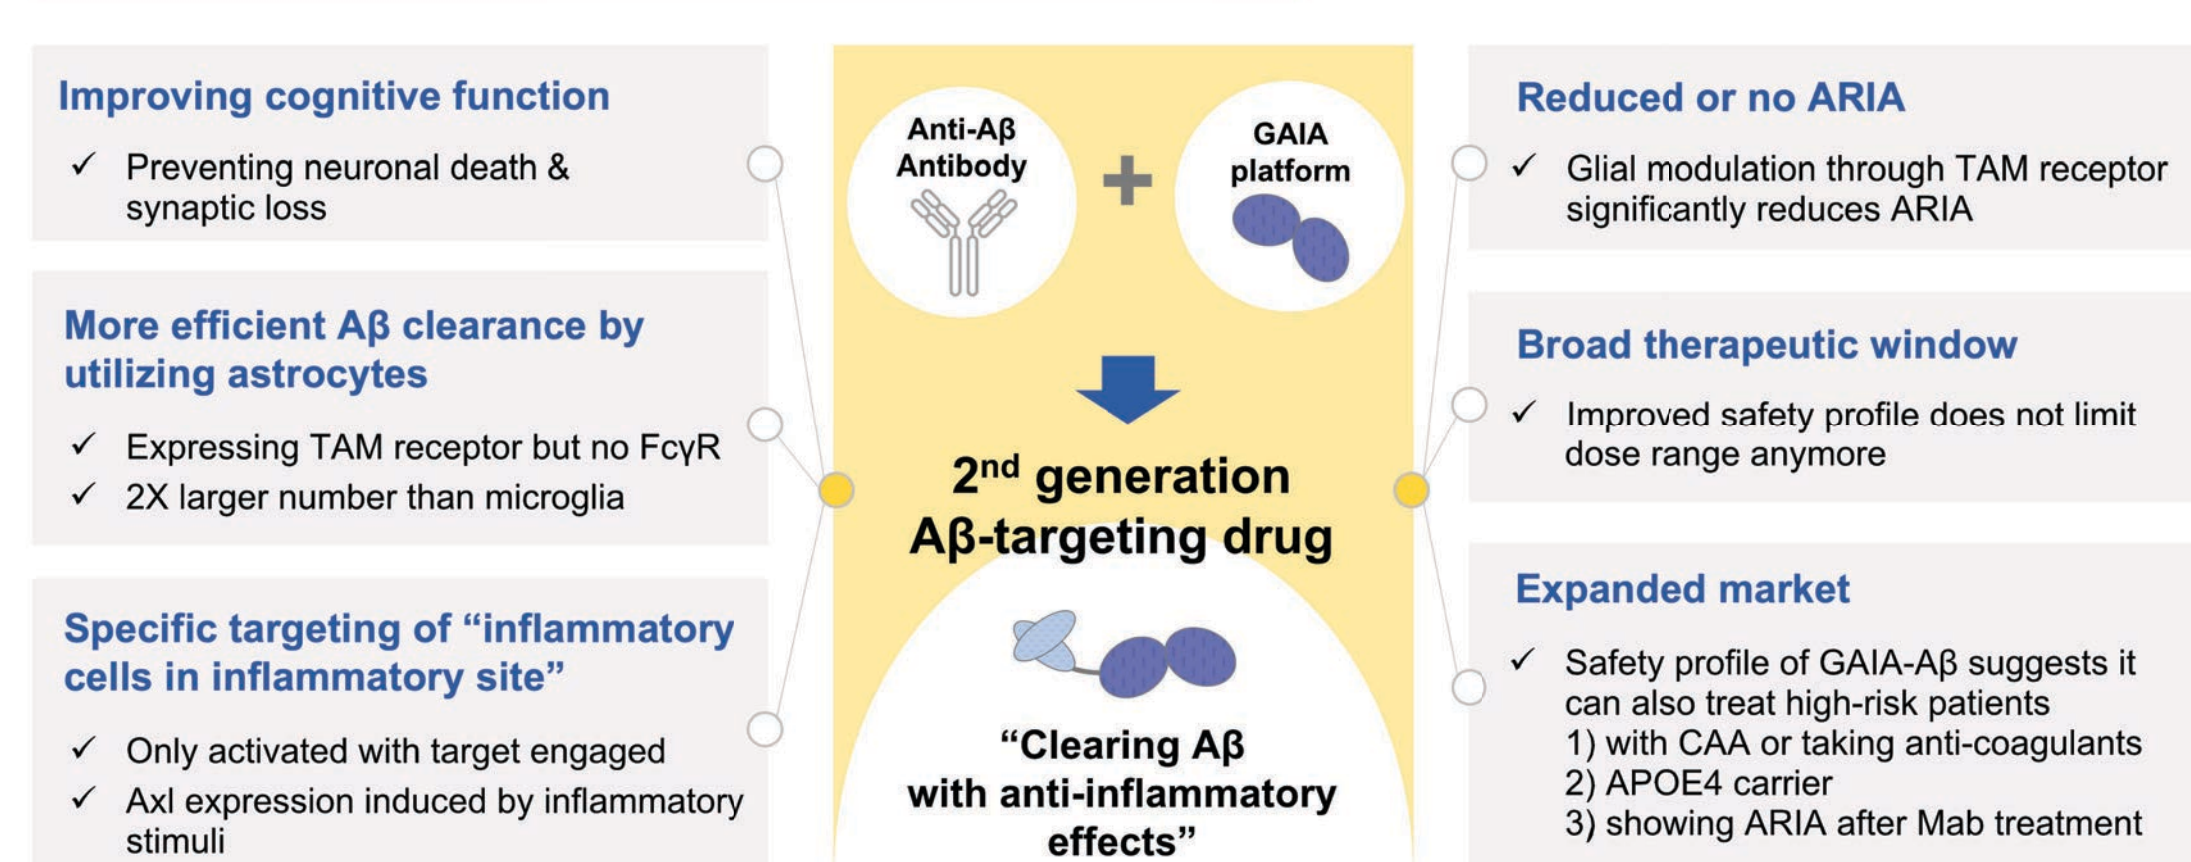 Improving cognitive function
✓ Preventing neuronal death &
synaptic loss
More efficient Aβ clearance by
utilizing astrocytes
✓ Expressing TAM receptor but no FcγR
✓ 2X larger number than microglia
Specific targeting of “inflammatory
cells in inflammatory site”
✓ Only activated with target engaged
✓ Axl expression induced by inflammatory
stimuli
Anti-Aβ
Antibody
+
GAIA
platform
2nd generation
Aβ-targeting drug
“Clearing Aβ
with anti-inflammatory
effects”
Reduced or no ARIA
✓ Glial modulation through TAM receptor
significantly reduces ARIA
Broad therapeutic window
✓ Improved safety profile does not limit
dose range anymore
Expanded market
✓ Safety profile of GAIA-Aβ suggests it
can also treat high-risk patients
1) with CAA or taking anti-coagulants
2) APOE4 carrier
3) showing ARIA after Mab treatment